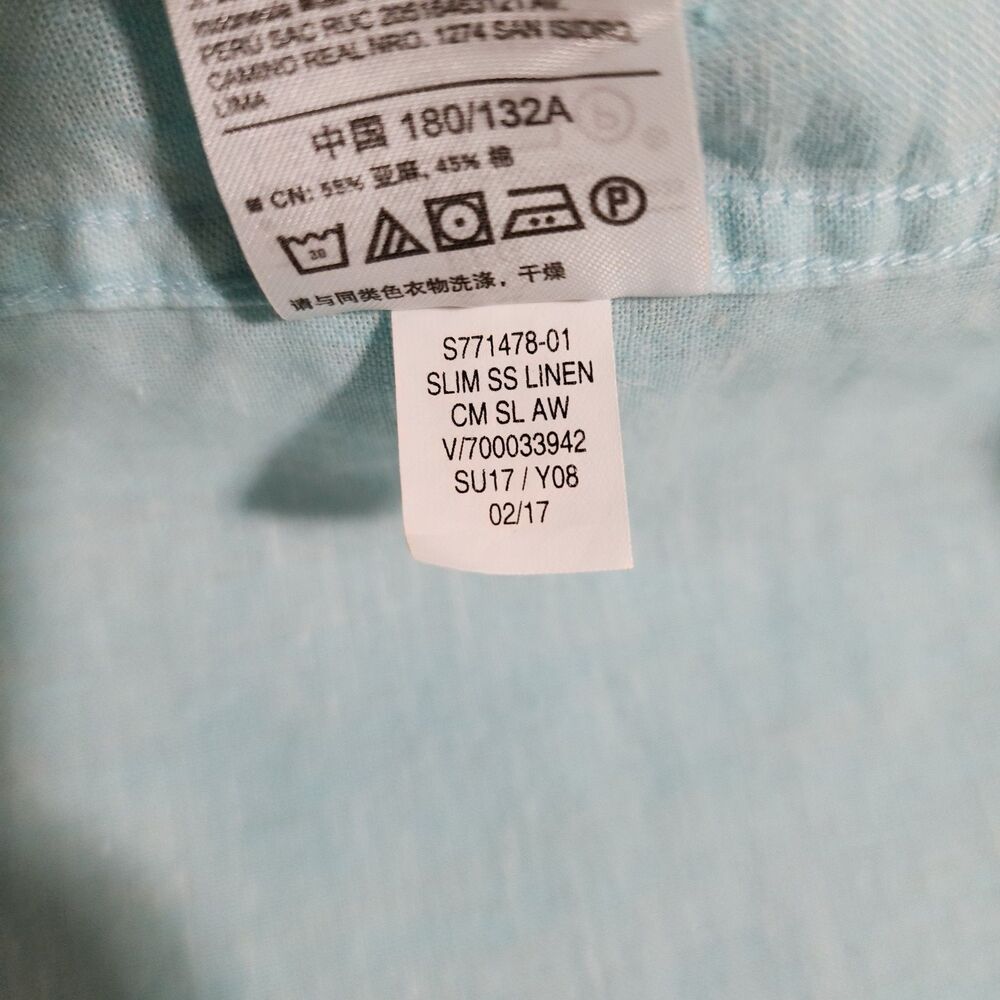 Indonesia
PERU SAC RUC
CAMINO REAL NRO. 1274 SAN ISIDRO,
LIMA
中国 180/132A
CN: 55% 亚麻, 45% 棉
30
P
请与同类色衣物洗涤，干燥
S771478-01
SLIM SS LINEN
CM SL AW
V/700033942
SU17 / Y08
02/17